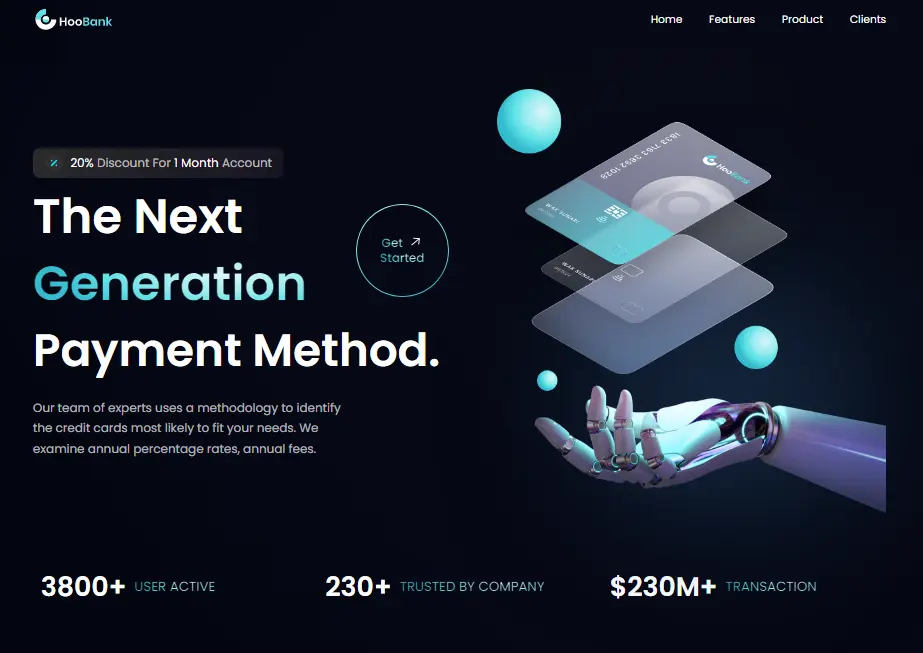 HooBank
Home Features Product Clients
20% Discount For 1 Month Account
The Next
Generation
Payment Method.
Get
Started
Our team of experts uses a methodology to identify
the credit cards most likely to fit your needs. We
examine annual percentage rates, annual fees.
HooBank
3800+ USER ACTIVE
230+ TRUSTED BY COMPANY
$230M+ TRANSACTION